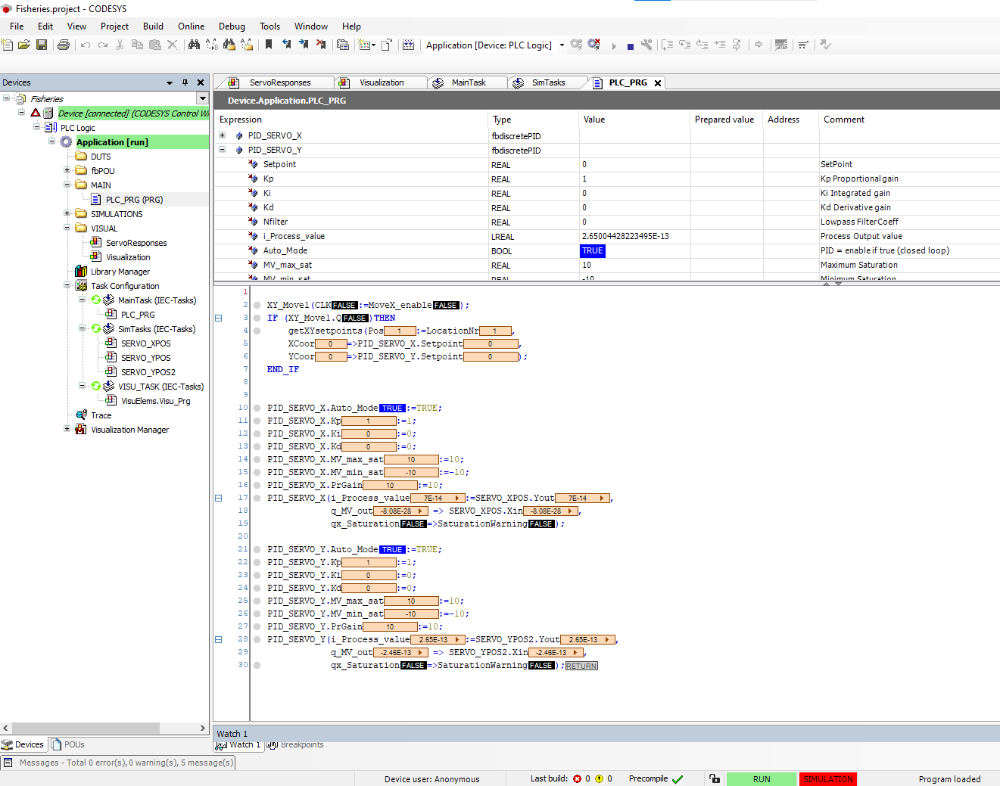 Fisheries.project - CODESYS
File Edit View Project Build Online Debug Tools Window Help
Application [Device: PLC Logic]
Devices
Fisheries
Device [connected] (CODESYS Control Wi
PLC Logic
Application [run]
DUTS
fbPOU
MAIN
PLC_PRG (PRG)
SIMULATIONS
VISUAL
ServoResponses
Visualization
Library Manager
Task Configuration
MainTask (IEC-Tasks)
PLC_PRG
SimTasks (IEC-Tasks)
SERVO_XPOS
SERVO_YPOS
SERVO_YPOS2
VISU_TASK (IEC-Tasks)
VisuElems.Visu_Prg
Trace
Visualization Manager
Devices POUs
ServoResponses Visualization MainTask SimTasks PLC_PRG
Device.Application.PLC_PRG
Expression Type Value Prepared value Address Comment
PID_SERVO_X fbdiscretePID
PID_SERVO_Y fbdiscretePID
Setpoint REAL 0 SetPoint
Kp REAL 1 Kp Proportional gain
Ki REAL 0 Ki Integrated gain
Kd REAL 0 Kd Derivative gain
Nfilter REAL 0 Lowpass FilterCoeff
i_Process_value LREAL 2.65004428223495E-13 Process Output value
Auto_Mode BOOL TRUE PID = enable if true (closed loop)
MV_max_sat REAL 10 Maximum Saturation
MV_min_sat REAL -10 Minimum Saturation
1
2 XY_Move1(CLK FALSE :=MoveX_enable FALSE );
3 IF (XY_Move1.Q FALSE )THEN
4 getXYsetpoints(Pos 1 :=LocationNr 1 ,
5 XCoor 0 =>PID_SERVO_X.Setpoint 0 ,
6 YCoor 0 =>PID_SERVO_Y.Setpoint 0 );
7 END_IF
8
9
10 PID_SERVO_X.Auto_Mode TRUE :=TRUE;
11 PID_SERVO_X.Kp 1 :=1;
12 PID_SERVO_X.Ki 0 :=0;
13 PID_SERVO_X.Kd 0 :=0;
14 PID_SERVO_X.MV_max_sat 10 :=10;
15 PID_SERVO_X.MV_min_sat -10 :=-10;
16 PID_SERVO_X.PrGain 10 :=10;
17 PID_SERVO_X(i_Process_value 7E-14 :=SERVO_XPOS.Yout 7E-14 ,
18 q_MV_out -8.08E-28 => SERVO_XPOS.Xin -8.08E-28 ,
19 qx_Saturation FALSE =>SaturationWarning FALSE );
20
21 PID_SERVO_Y.Auto_Mode TRUE :=TRUE;
22 PID_SERVO_Y.Kp 1 :=1;
23 PID_SERVO_Y.Ki 0 :=0;
24 PID_SERVO_Y.Kd 0 :=0;
25 PID_SERVO_Y.MV_max_sat 10 :=10;
26 PID_SERVO_Y.MV_min_sat -10 :=-10;
27 PID_SERVO_Y.PrGain 10 :=10;
28 PID_SERVO_Y(i_Process_value 2.65E-13 :=SERVO_YPOS2.Yout 2.65E-13 ,
29 q_MV_out -2.46E-13 => SERVO_YPOS2.Xin -2.46E-13 ,
30 qx_Saturation FALSE =>SaturationWarning FALSE ); RETURN
Watch 1
Watch 1 Breakpoints
Messages - Total 0 error(s), 0 warning(s), 5 message(s)
Device user: Anonymous Last build: 0 0 Precompile RUN SIMULATION Program loaded